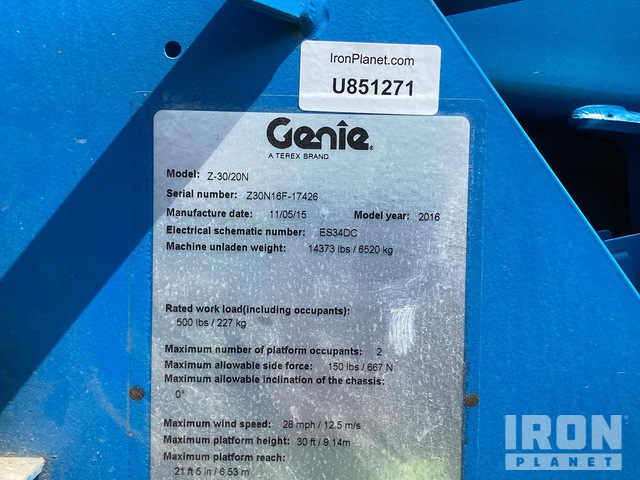 IronPlanet.com
U851271
Genie®
A TEREX BRAND
Model: Z-30/20N
Serial number: Z30N16F-17426
Manufacture date: 11/05/15 Model year: 2016
Electrical schematic number: ES34DC
Machine unladen weight: 14373 lbs / 6520 kg
Rated work load(including occupants):
500 lbs / 227 kg
Maximum number of platform occupants: 2
Maximum allowable side force: 150 lbs / 667 N
Maximum allowable inclination of the chassis:
0°
Maximum wind speed: 28 mph / 12.5 m/s
Maximum platform height: 30 ft / 9.14m
Maximum platform reach:
21 ft 5 in / 6.53 m
IRON
PLANET